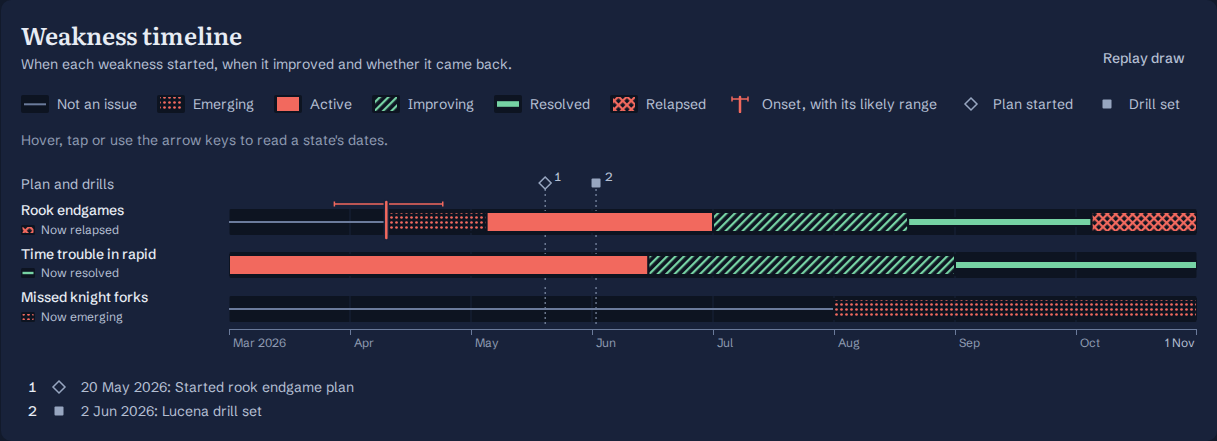 Weakness timeline
When each weakness started, when it improved and whether it came back.
Replay draw
Not an issue Emerging Active Improving Resolved Relapsed Onset, with its likely range Plan started Drill set
Hover, tap or use the arrow keys to read a state's dates.
Plan and drills 1 2
Rook endgames
Now relapsed
Time trouble in rapid
Now resolved
Missed knight forks
Now emerging
Mar 2026 Apr May Jun Jul Aug Sep Oct 1 Nov
1 20 May 2026: Started rook endgame plan
2 2 Jun 2026: Lucena drill set